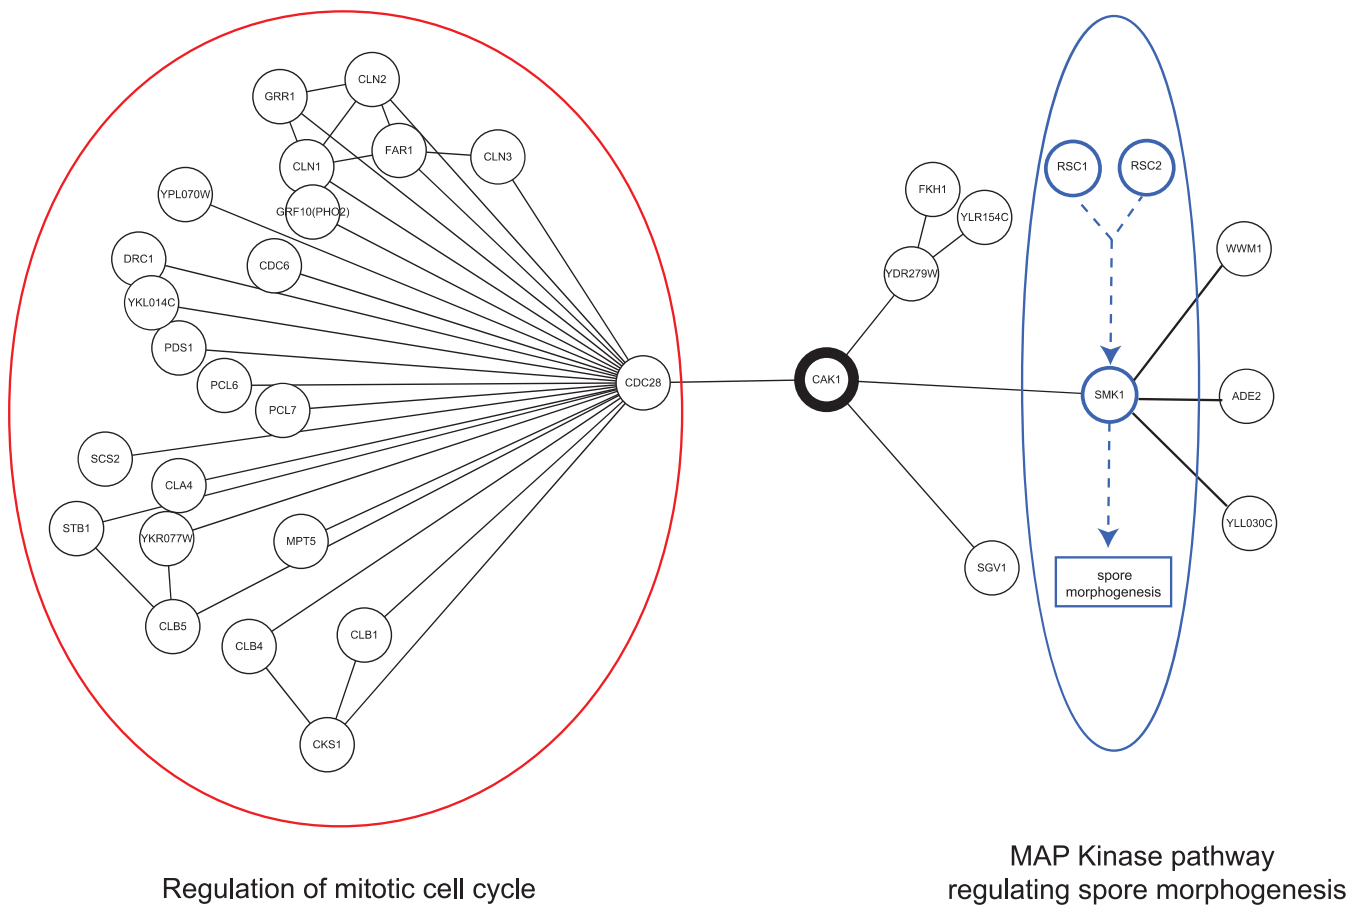 CLN2
GRR1
FAR1
CLN3
CLN1
YPL070W
GRF10(PHO2)
DRC1
CDC6
YKL014C
PDS1
PCL6
PCL7
CDC28
SCS2
CLA4
STB1
YKR077W
MPT5
CLB5
CLB4
CLB1
CKS1
FKH1
YLR154C
YDR279W
CAK1
SGV1
RSC1
RSC2
WWM1
SMK1
ADE2
YLL030C
spore
morphogenesis
Regulation of mitotic cell cycle
MAP Kinase pathway
regulating spore morphogenesis